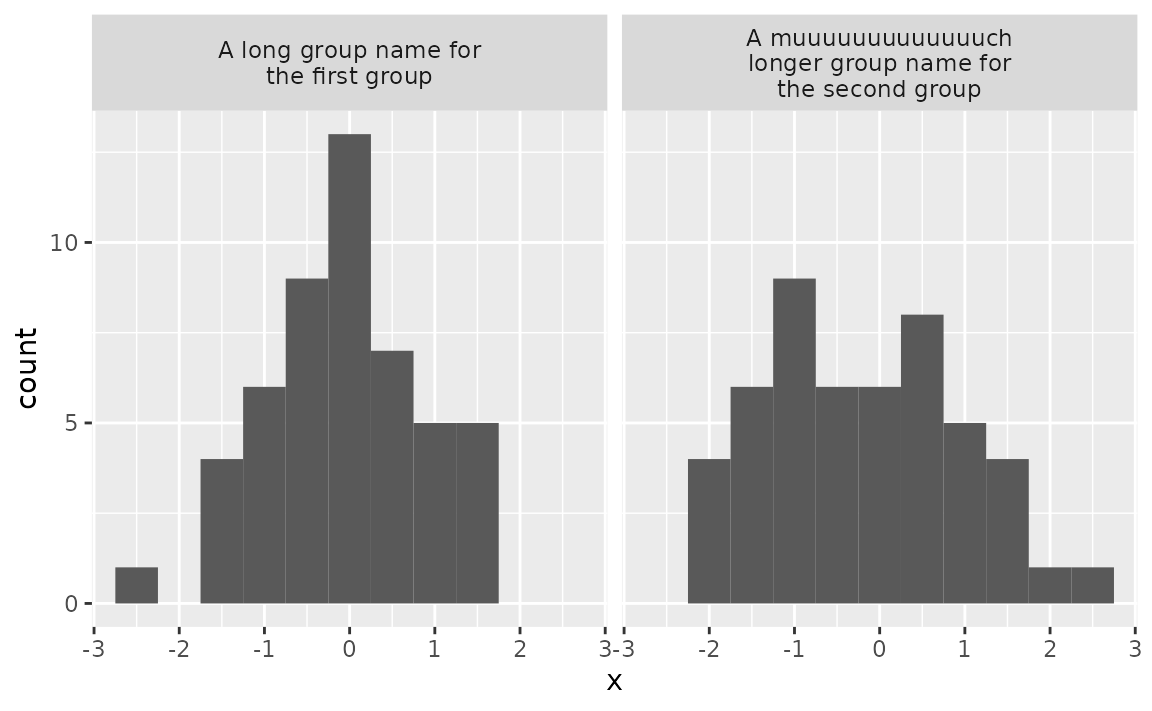 A long group name for
the first group
A muuuuuuuuuuuuuch
longer group name for
the second group
count
10
5
0
-3 -2 -1 0 1 2 3
-3 -2 -1 0 1 2 3
x